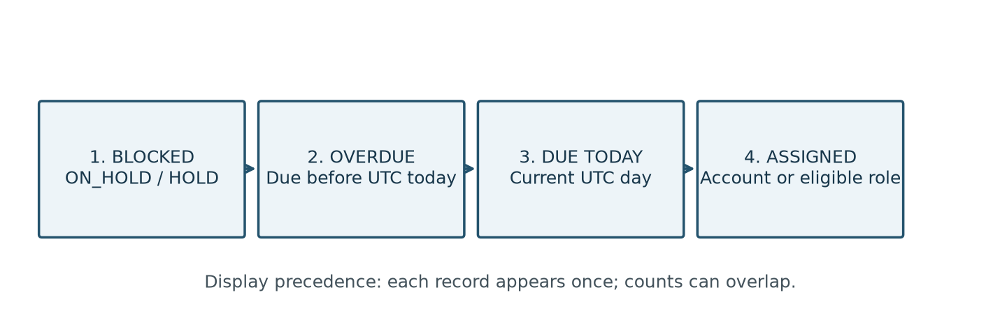 1. BLOCKED
ON_HOLD / HOLD
2. OVERDUE
Due before UTC today
3. DUE TODAY
Current UTC day
4. ASSIGNED
Account or eligible role
Display precedence: each record appears once; counts can overlap.